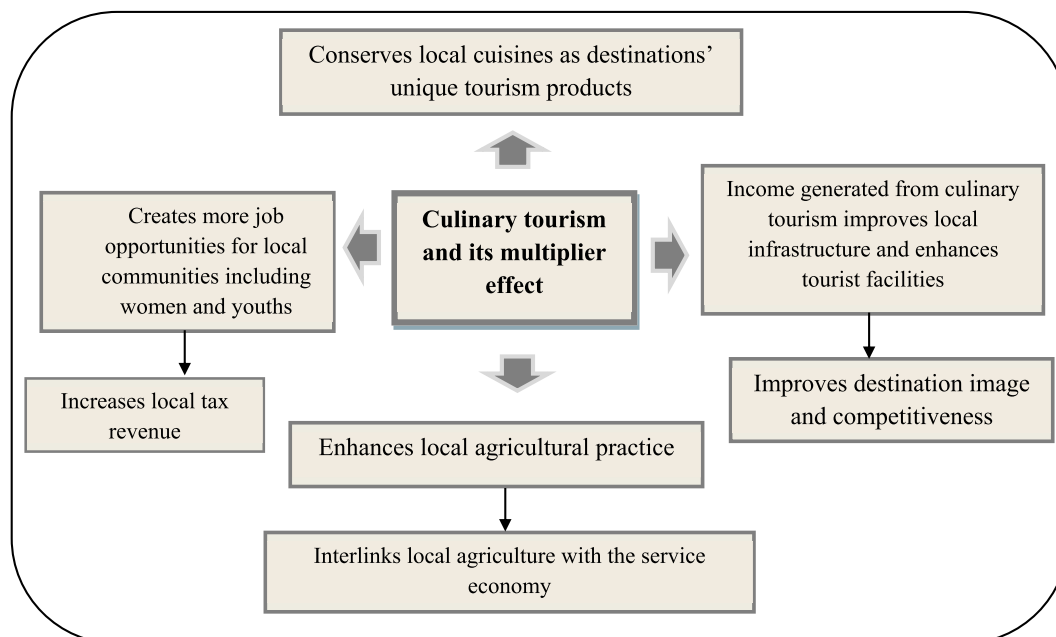 Conserves local cuisines as destinations’
unique tourism products
Creates more job
opportunities for local
communities including
women and youths
Culinary tourism
and its multiplier
effect
Income generated from culinary
tourism improves local
infrastructure and enhances
tourist facilities
Increases local tax
revenue
Improves destination image
and competitiveness
Enhances local agricultural practice
Interlinks local agriculture with the service
economy